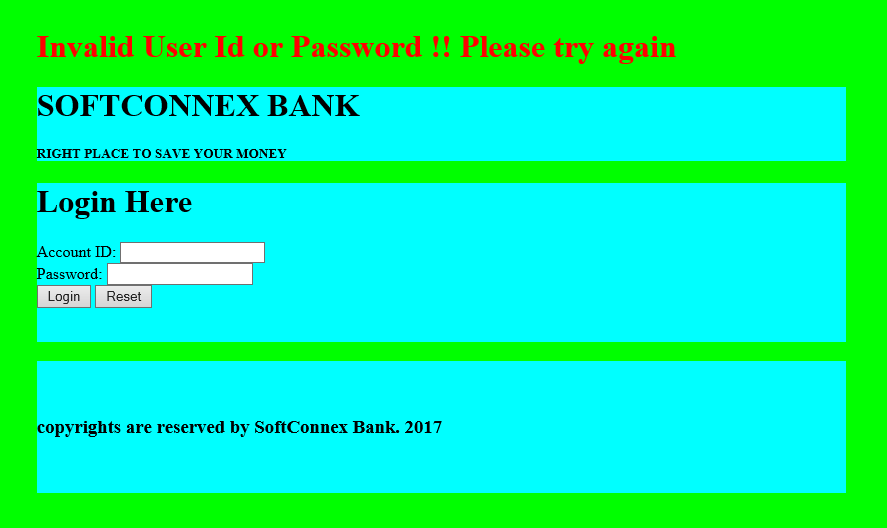 Invalid User Id or Password !! Please try again
SOFTCONNEX BANK
RIGHT PLACE TO SAVE YOUR MONEY
Login Here
Account ID:
Password:
Login Reset
copyrights are reserved by SoftConnex Bank. 2017